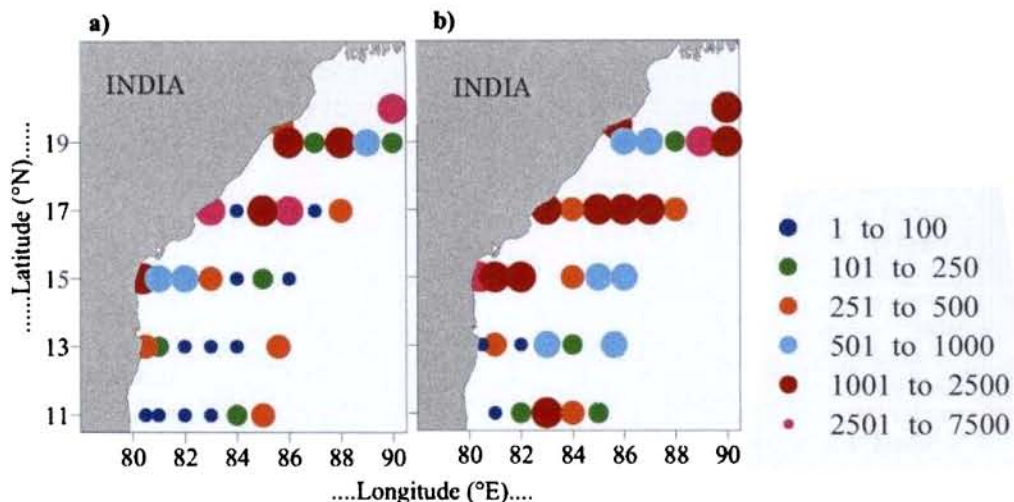 a)
b)
INDIA
INDIA
....Latitude (°N)......
19
17
15
13
11
80 82 84 86 88 90
80 82 84 86 88 90
....Longitude (°E)....
1 to 100
101 to 250
251 to 500
501 to 1000
1001 to 2500
2501 to 7500